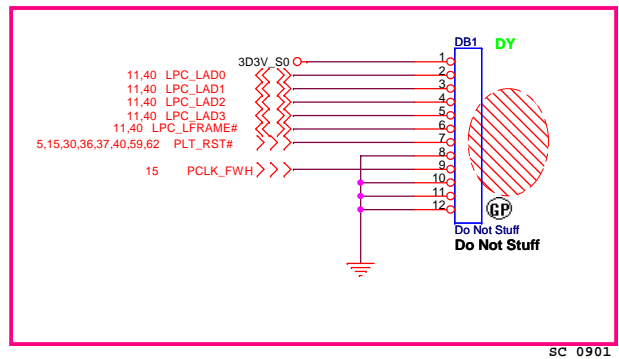 DB1 DY
3D3V_S0 1
11,40 LPC_LAD0 2
11,40 LPC_LAD1 3
11,40 LPC_LAD2 4
11,40 LPC_LAD3 5
11,40 LPC_LFRAME# 6
5,15,30,36,37,40,59,62 PLT_RST# 7
8
15 PCLK_FWH 9
10
11
12
GP
Do Not Stuff
Do Not Stuff
SC 0901